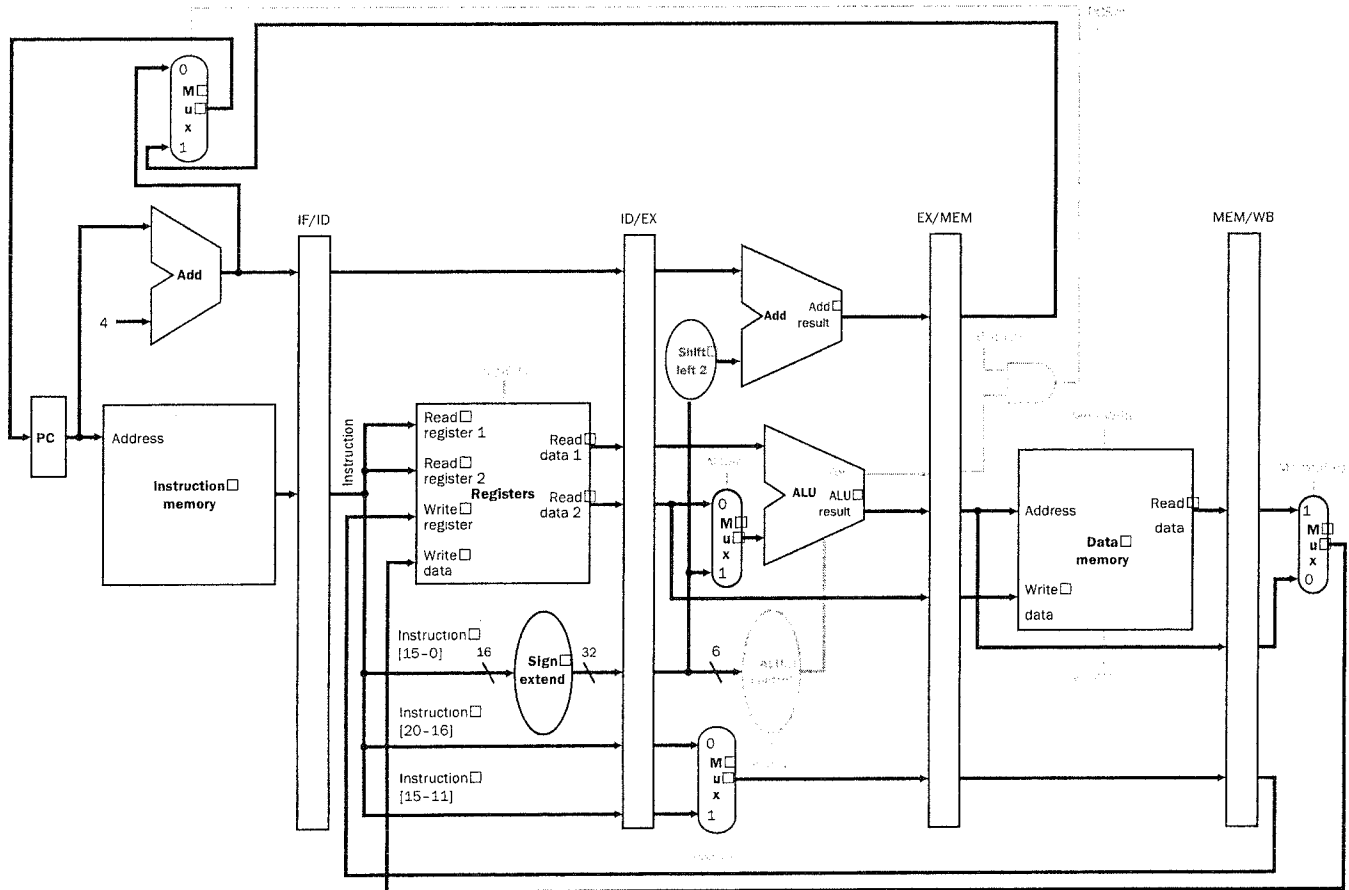 0
M
u
x
1
IF/ID
ID/EX
EX/MEM
MEM/WB
Add
4
Add
Add
result
Shift
left 2
PC
Address
Instruction
memory
Instruction
Read
register 1
Read
register 2
Write
register
Write
data
Registers
Read
data 1
Read
data 2
0
M
u
x
1
ALU
ALU
result
Address
Read
data
Data
memory
Write
data
1
M
u
x
0
Instruction
[15-0]
16
Sign
extend
32
6
Instruction
[20-16]
Instruction
[15-11]
0
M
u
x
1